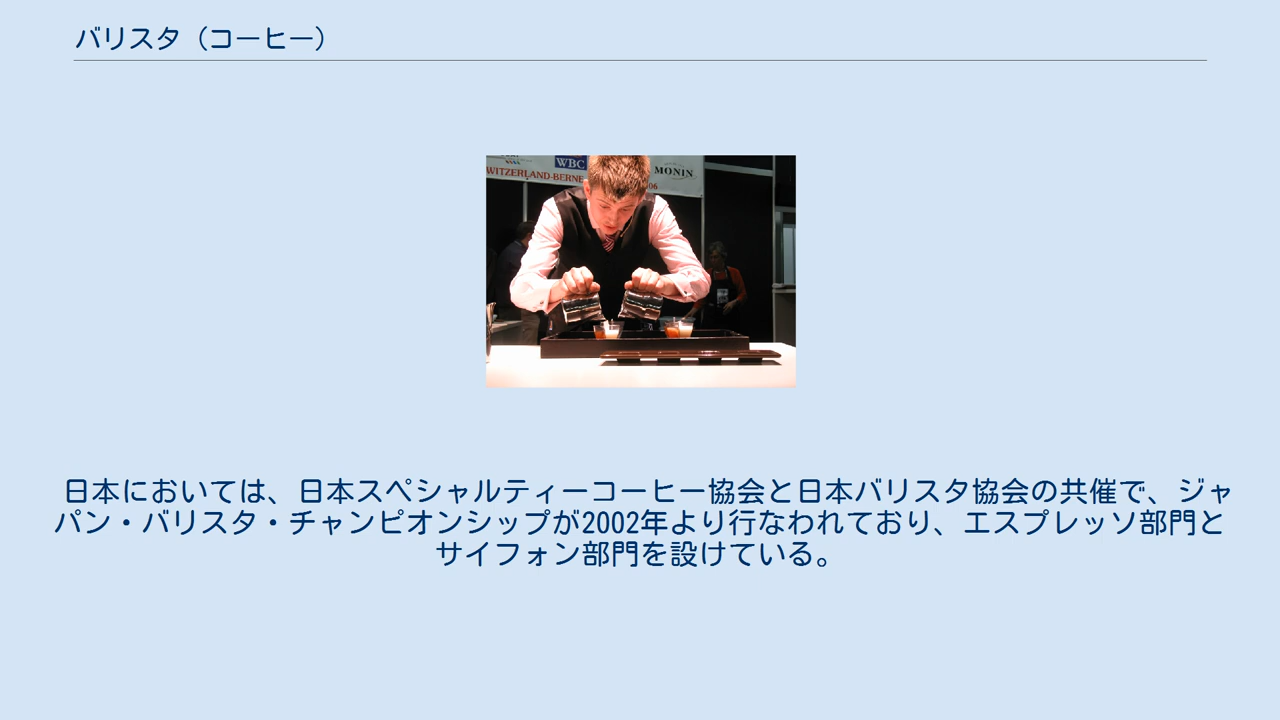 バリスタ（コーヒー）
WBC
WITZERLAND-BERNE
MONIN
06
日本においては、日本スペシャルティーコーヒー協会と日本バリスタ協会の共催で、ジャ
パン・バリスタ・チャンピオンシップが2002年より行なわれており、エスプレッソ部門と
サイフォン部門を設けている。